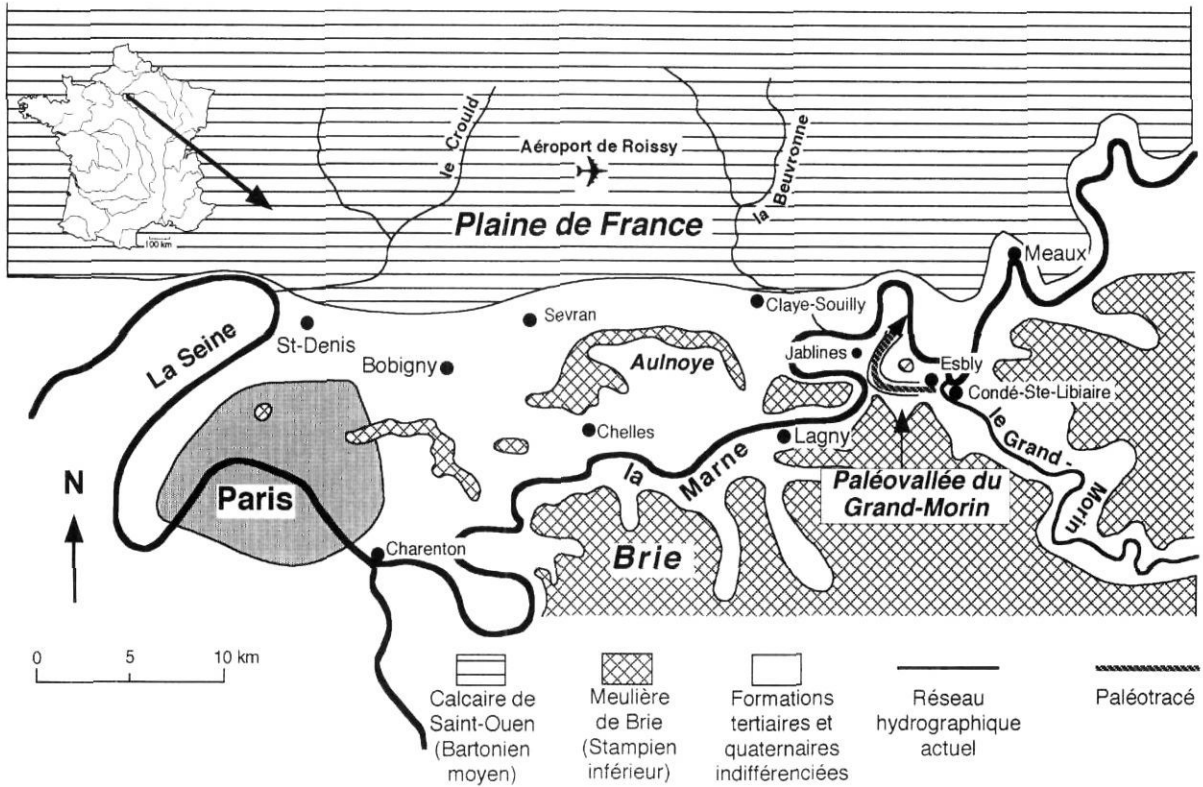 100 km
le Crould
Aéroport de Roissy
la Beuvronne
Plaine de France
Meaux
La Seine
St-Denis
Sevran
Claye-Souilly
Bobigny
Aulnoye
Jablines
Esbly
Condé-Ste-Libiaire
Chelles
Lagny
la Marne
le Grand-Morin
Paléovallée du
Grand-Morin
N
Paris
Charenton
Brie
0 5 10 km
Calcaire de
Saint-Ouen
(Bartonien
moyen)
Meulière
de Brie
(Stampien
inférieur)
Formations
tertiaires et
quaternaires
indifférenciées
Réseau
hydrographique
actuel
Paléotracé